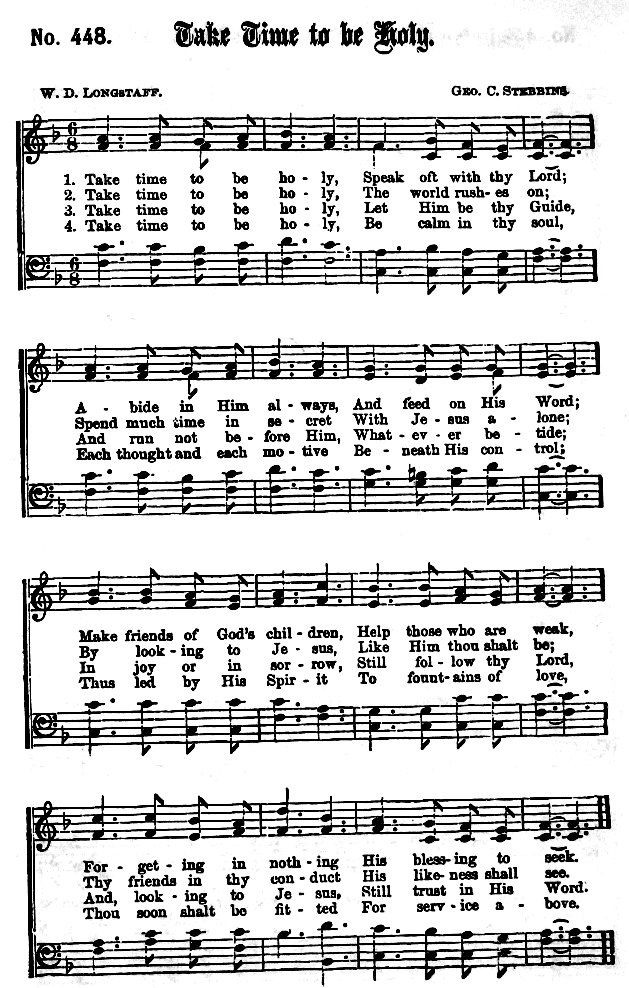 No. 448. Take Time to be Holy.
W. D. Longstaff. Geo. C. Stebbins.
1. Take time to be ho - ly, Speak oft with thy Lord;
2. Take time to be ho - ly, The world rush- es on;
3. Take time to be ho - ly, Let Him be thy Guide,
4. Take time to be ho - ly, Be calm in thy soul,
A - bide in Him al - ways, And feed on His Word;
Spend much time in se - cret With Je - sus a - lone;
And run not be - fore Him, What - ev - er be - tide;
Each thought and each mo - tive Be - neath His con - trol;
Make friends of God's chil - dren, Help those who are weak,
By look - ing to Je - sus, Like Him thou shalt be;
In joy or in sor - row, Still fol - low thy Lord,
Thus led by His Spir - it To fount - ains of love,
For - get - ing in noth - ing His bless- ing to seek.
Thy friends in thy con - duct His like- ness shall see.
And, look - ing to Je - sus, Still trust in His Word.
Thou soon shalt be fit - ted For serv - ice a - bove.